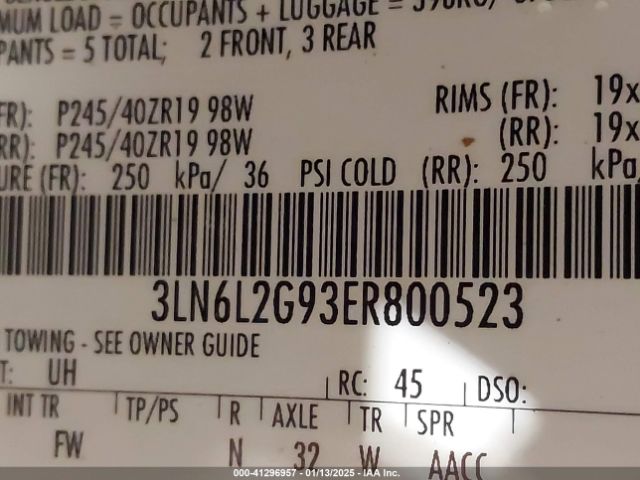 MUM LOAD = OCCUPANTS + LUGGAGE =
PANTS = 5 TOTAL; 2 FRONT, 3 REAR
FR): P245/40ZR19 98W RIMS (FR): 19x
RR): P245/40ZR19 98W (RR): 19x
URE (FR): 250 kPa/ 36 PSI COLD (RR): 250 kPa/
3LN6L2G93ER800523
TOWING - SEE OWNER GUIDE
T: UH RC: 45 DSO:
INT TR TP/PS R AXLE TR SPR
FW N 32 W AACC
000-41296957 - 01/13/2025 - IAA Inc.